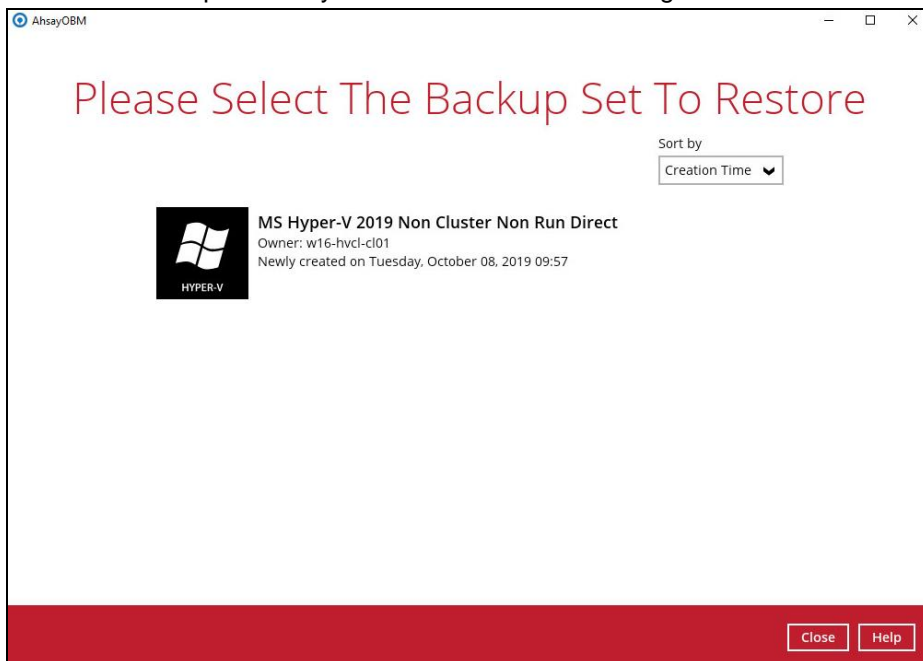 AhsayOBM
Please Select The Backup Set To Restore
Sort by
Creation Time
MS Hyper-V 2019 Non Cluster Non Run Direct
Owner: w16-hvcl-cl01
Newly created on Tuesday, October 08, 2019 09:57
HYPER-V
Close Help